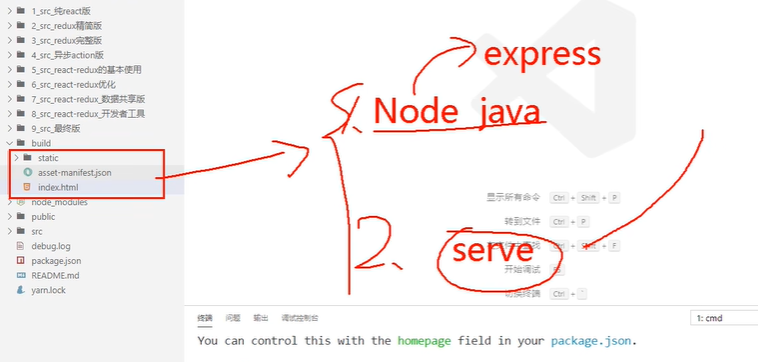 1_src_纯react版
2_src_redux精简版
3_src_redux完整版
4_src_异步action版
5_src_react-redux的基本使用
6_src_react-redux优化
7_src_react-redux_数据共享版
8_src_react-redux_开发者工具
9_src_最终版
build
static
asset-manifest.json
index.html
node_modules
public
src
debug.log
package.json
README.md
yarn.lock
express
1. Node java
2. serve
显示所有命令 Ctrl + Shift + P
转到文件 Ctrl + P
Ctrl + Shift + F
开始调试
切换终端 Ctrl + `
终端 问题 输出 调试控制台
1: cmd
You can control this with the homepage field in your package.json.